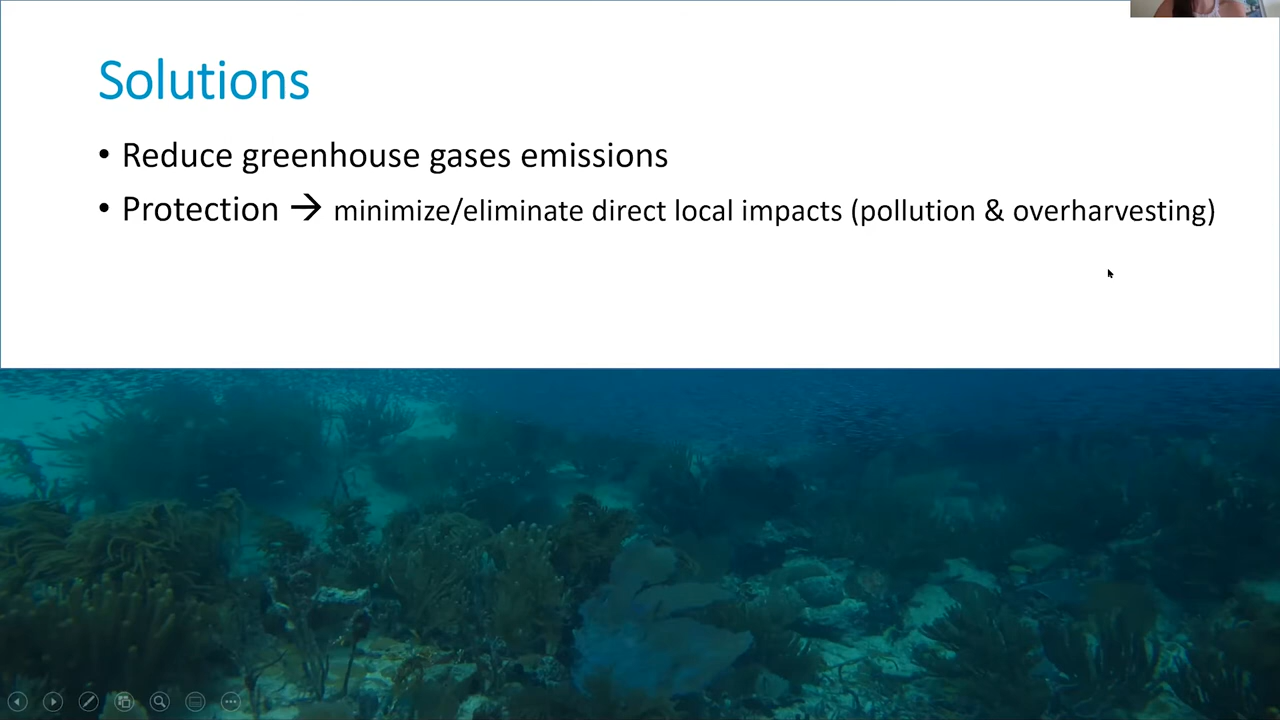 Solutions
• Reduce greenhouse gases emissions
• Protection → minimize/eliminate direct local impacts (pollution & overharvesting)